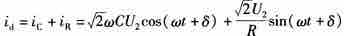 i_d = i_C + i_R = √2ωCU_2cos(ωt + δ) + √2U_2/R sin(ωt + δ)